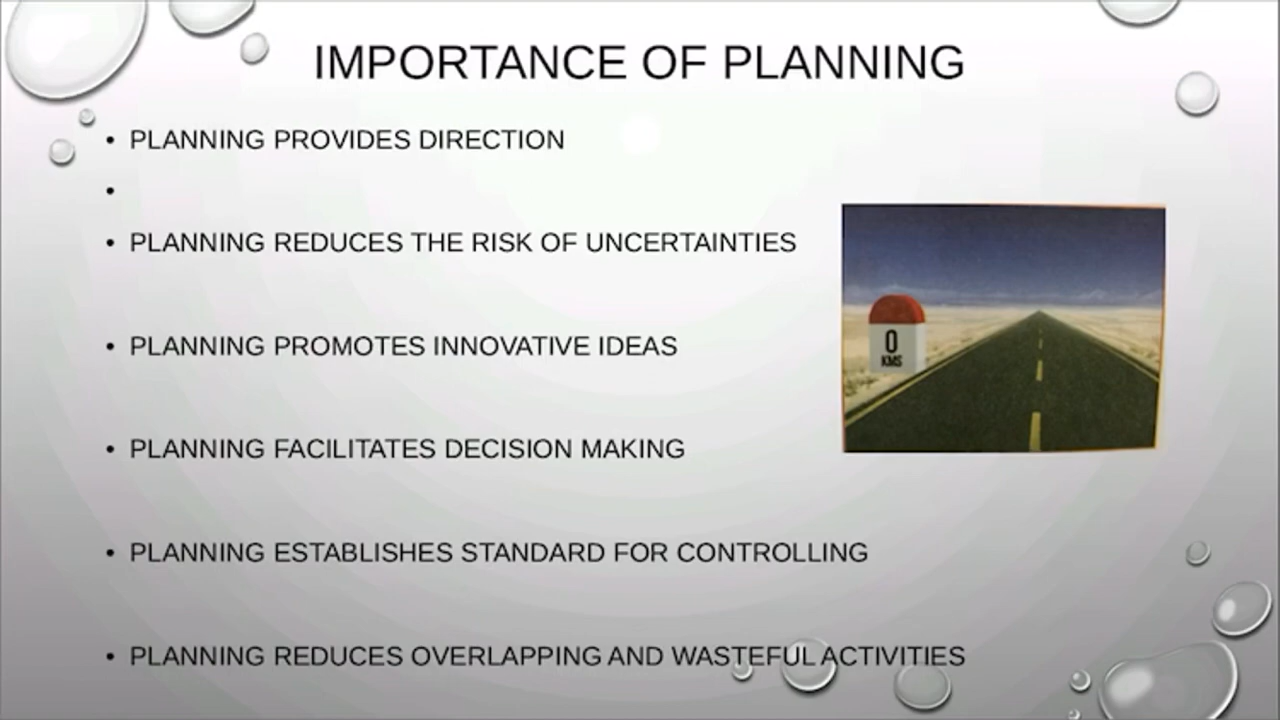 IMPORTANCE OF PLANNING
• PLANNING PROVIDES DIRECTION
•
• PLANNING REDUCES THE RISK OF UNCERTAINTIES
• PLANNING PROMOTES INNOVATIVE IDEAS
• PLANNING FACILITATES DECISION MAKING
• PLANNING ESTABLISHES STANDARD FOR CONTROLLING
• PLANNING REDUCES OVERLAPPING AND WASTEFUL ACTIVITIES
0
KMS